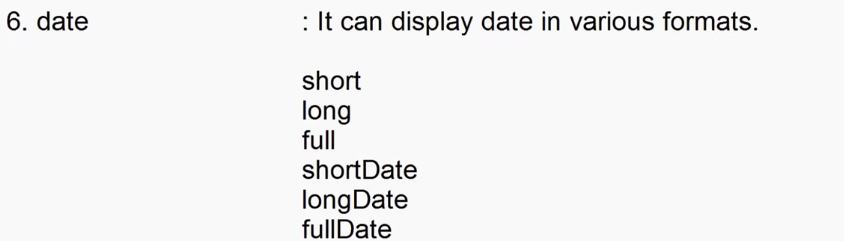 6. date : It can display date in various formats.
short
long
full
shortDate
longDate
fullDate